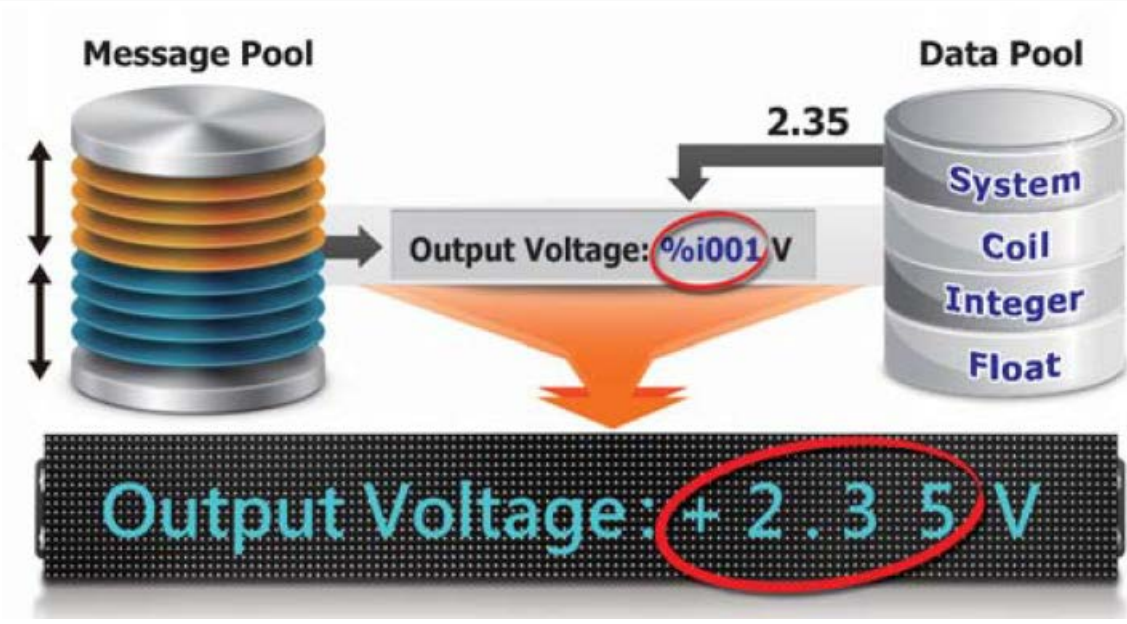 Message Pool
Data Pool
2.35
System
Coil
Integer
Float
Output Voltage: %i001 V
Output Voltage: + 2 . 3 5 V